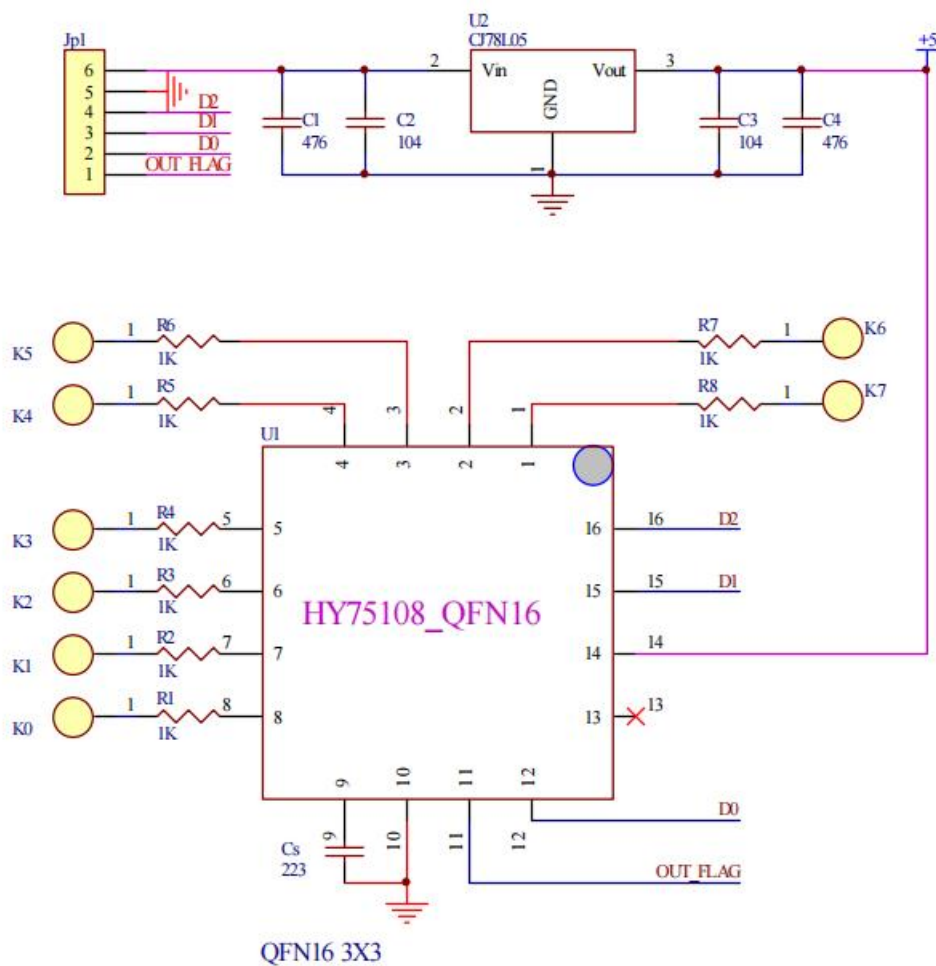 U2
CJ78L05
+5
Jp1
6
5
4
3
2
1
D2
D1
D0
OUT_FLAG
2
Vin
Vout
3
GND
1
C1
476
C2
104
C3
104
C4
476
K5
1
R6
1K
K4
1
R5
1K
R7
1K
1
K6
R8
1K
1
K7
4
3
2
1
U1
4
3
2
1
K3
1
R4
1K
5
5
K2
1
R3
1K
6
6
K1
1
R2
1K
7
7
K0
1
R1
1K
8
8
HY75108_QFN16
16
16
D2
15
15
D1
14
14
13
13
9
10
11
12
9
10
11
12
D0
Cs
223
OUT_FLAG
QFN16 3X3